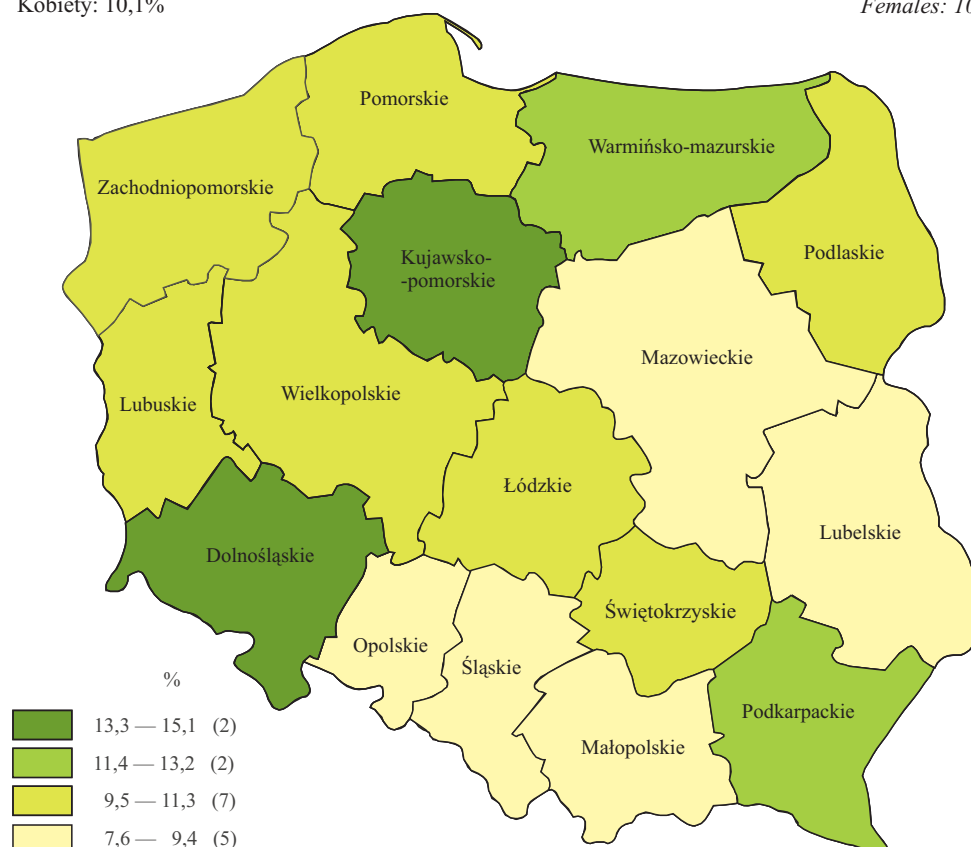 Kobiety: 10,1%
Females: 10
Pomorskie
Warmińsko-mazurskie
Zachodniopomorskie
Kujawsko-
-pomorskie
Podlaskie
Mazowieckie
Wielkopolskie
Lubuskie
Łódzkie
Lubelskie
Dolnośląskie
Świętokrzyskie
Opolskie
Śląskie
Podkarpackie
Małopolskie
%
13,3 — 15,1 (2)
11,4 — 13,2 (2)
9,5 — 11,3 (7)
7,6 — 9,4 (5)